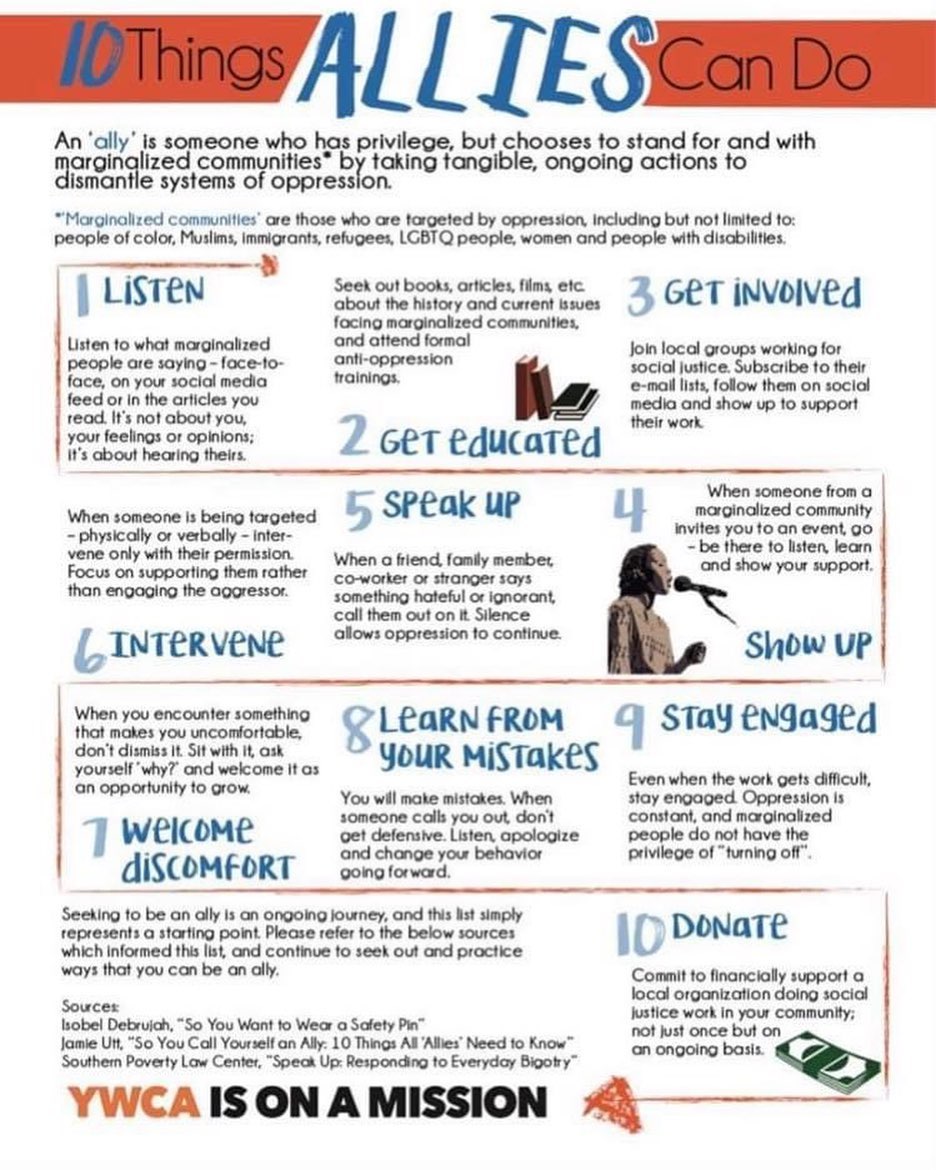 10 Things ALLIES Can Do
An 'ally' is someone who has privilege, but chooses to stand for and with
marginalized communities* by taking tangible, ongoing actions to
dismantle systems of oppression.
*'Marginalized communities' are those who are targeted by oppression, including but not limited to:
people of color, Muslims, immigrants, refugees, LGBTQ people, women and people with disabilities.
1 LISTEN
Listen to what marginalized
people are saying – face-to-
face, on your social media
feed or in the articles you
read. It's not about you,
your feelings or opinions;
it's about hearing theirs.
Seek out books, articles, films, etc.
about the history and current issues
facing marginalized communities,
and attend formal
anti-oppression
trainings.
2 GET EDUCATED
3 GET INVOLVED
Join local groups working for
social justice. Subscribe to their
e-mail lists, follow them on social
media and show up to support
their work.
4
When someone from a
marginalized community
invites you to an event, go
- be there to listen, learn
and show your support.
SHOW UP
5 SPEAK UP
When a friend, family member,
co-worker or stranger says
something hateful or ignorant,
call them out on it. Silence
allows oppression to continue.
When someone is being targeted
– physically or verbally – inter-
vene only with their permission.
Focus on supporting them rather
than engaging the aggressor.
6 INTERVENE
When you encounter something
that makes you uncomfortable,
don't dismiss it. Sit with it, ask
yourself 'why?' and welcome it as
an opportunity to grow.
7 WELCOME
DISCOMFORT
8 LEARN FROM
YOUR MISTAKES
You will make mistakes. When
someone calls you out, don't
get defensive. Listen, apologize
and change your behavior
going forward.
9 STAY ENGAGED
Even when the work gets difficult,
stay engaged. Oppression is
constant, and marginalized
people do not have the
privilege of "turning off".
10 DONATE
Commit to financially support a
local organization doing social
justice work in your community;
not just once but on
an ongoing basis.
Seeking to be an ally is an ongoing journey, and this list simply
represents a starting point. Please refer to the below sources
which informed this list, and continue to seek out and practice
ways that you can be an ally.
Sources:
Isobel Debrujah, "So You Want to Wear a Safety Pin"
Jamie Utt, "So You Call Yourself an Ally: 10 Things All 'Allies' Need to Know"
Southern Poverty Law Center, "Speak Up: Responding to Everyday Bigotry"
YWCA IS ON A MISSION